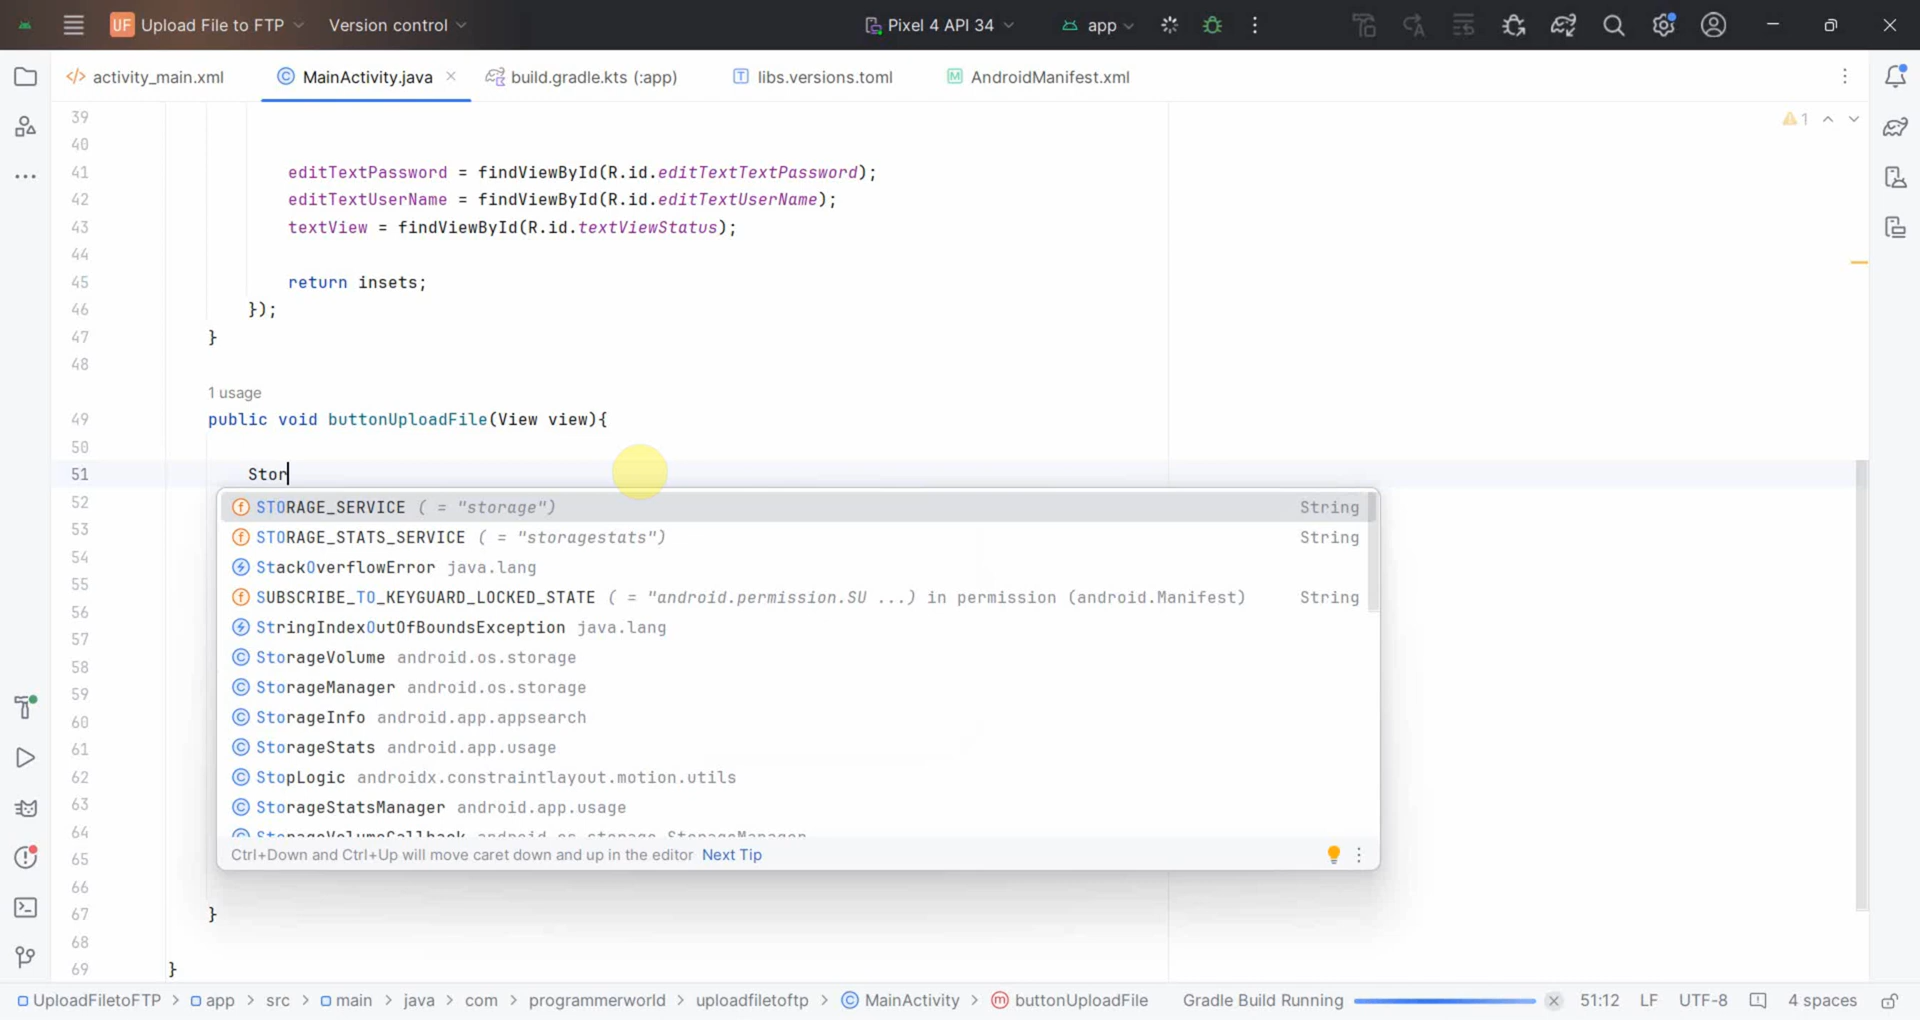 UF Upload File to FTP Version control Pixel 4 API 34 app
activity_main.xml MainActivity.java build.gradle.kts (:app) libs.versions.toml AndroidManifest.xml
39
1
40
41 editTextPassword = findViewById(R.id.editTextTextPassword);
42 editTextUserName = findViewById(R.id.editTextUserName);
43 textView = findViewById(R.id.textViewStatus);
44
45 return insets;
46 });
47 }
48
1 usage
49 public void buttonUploadFile(View view){
50
51 Stor
52 STORAGE_SERVICE ( = "storage") String
53 STORAGE_STATS_SERVICE ( = "storagestats") String
54 StackOverflowError java.lang
55 SUBSCRIBE_TO_KEYGUARD_LOCKED_STATE ( = "android.permission.SU ...) in permission (android.Manifest) String
56
57 StringIndexOutOfBoundsException java.lang
58 StorageVolume android.os.storage
59 StorageManager android.os.storage
60 StorageInfo android.app.appsearch
61 StorageStats android.app.usage
62 StopLogic androidx.constraintlayout.motion.utils
63 StorageStatsManager android.app.usage
64 StorageVolumeCallback android.os.storage.StorageManager
65 Ctrl+Down and Ctrl+Up will move caret down and up in the editor Next Tip
66
67 }
68
69 }
UploadFiletoFTP > app > src > main > java > com > programmerworld > uploadfiletoftp > MainActivity > buttonUploadFile Gradle Build Running 51:12 LF UTF-8 4 spaces